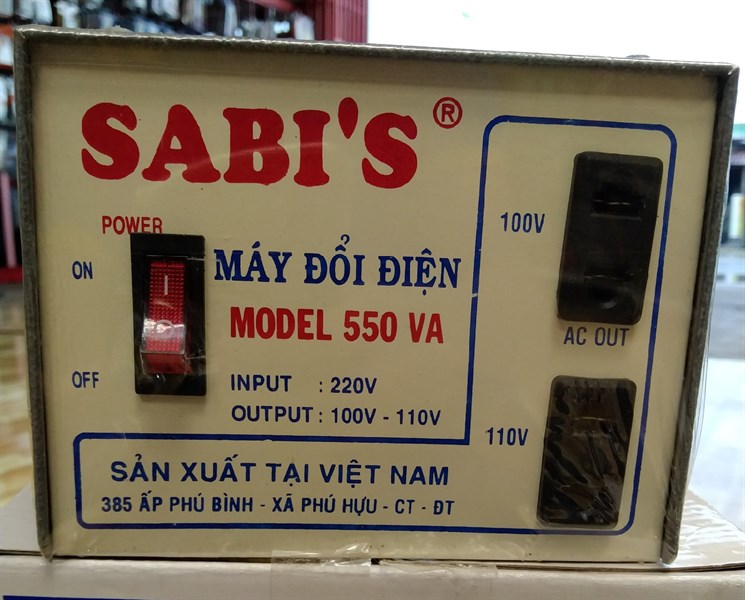 SABI'S®
POWER
ON
OFF
MÁY ĐỔI ĐIỆN
MODEL 550 VA
INPUT : 220V
OUTPUT : 100V - 110V
100V
AC OUT
110V
SẢN XUẤT TẠI VIỆT NAM
385 ẤP PHÚ BÌNH - XÃ PHÚ HỰU - CT - ĐT